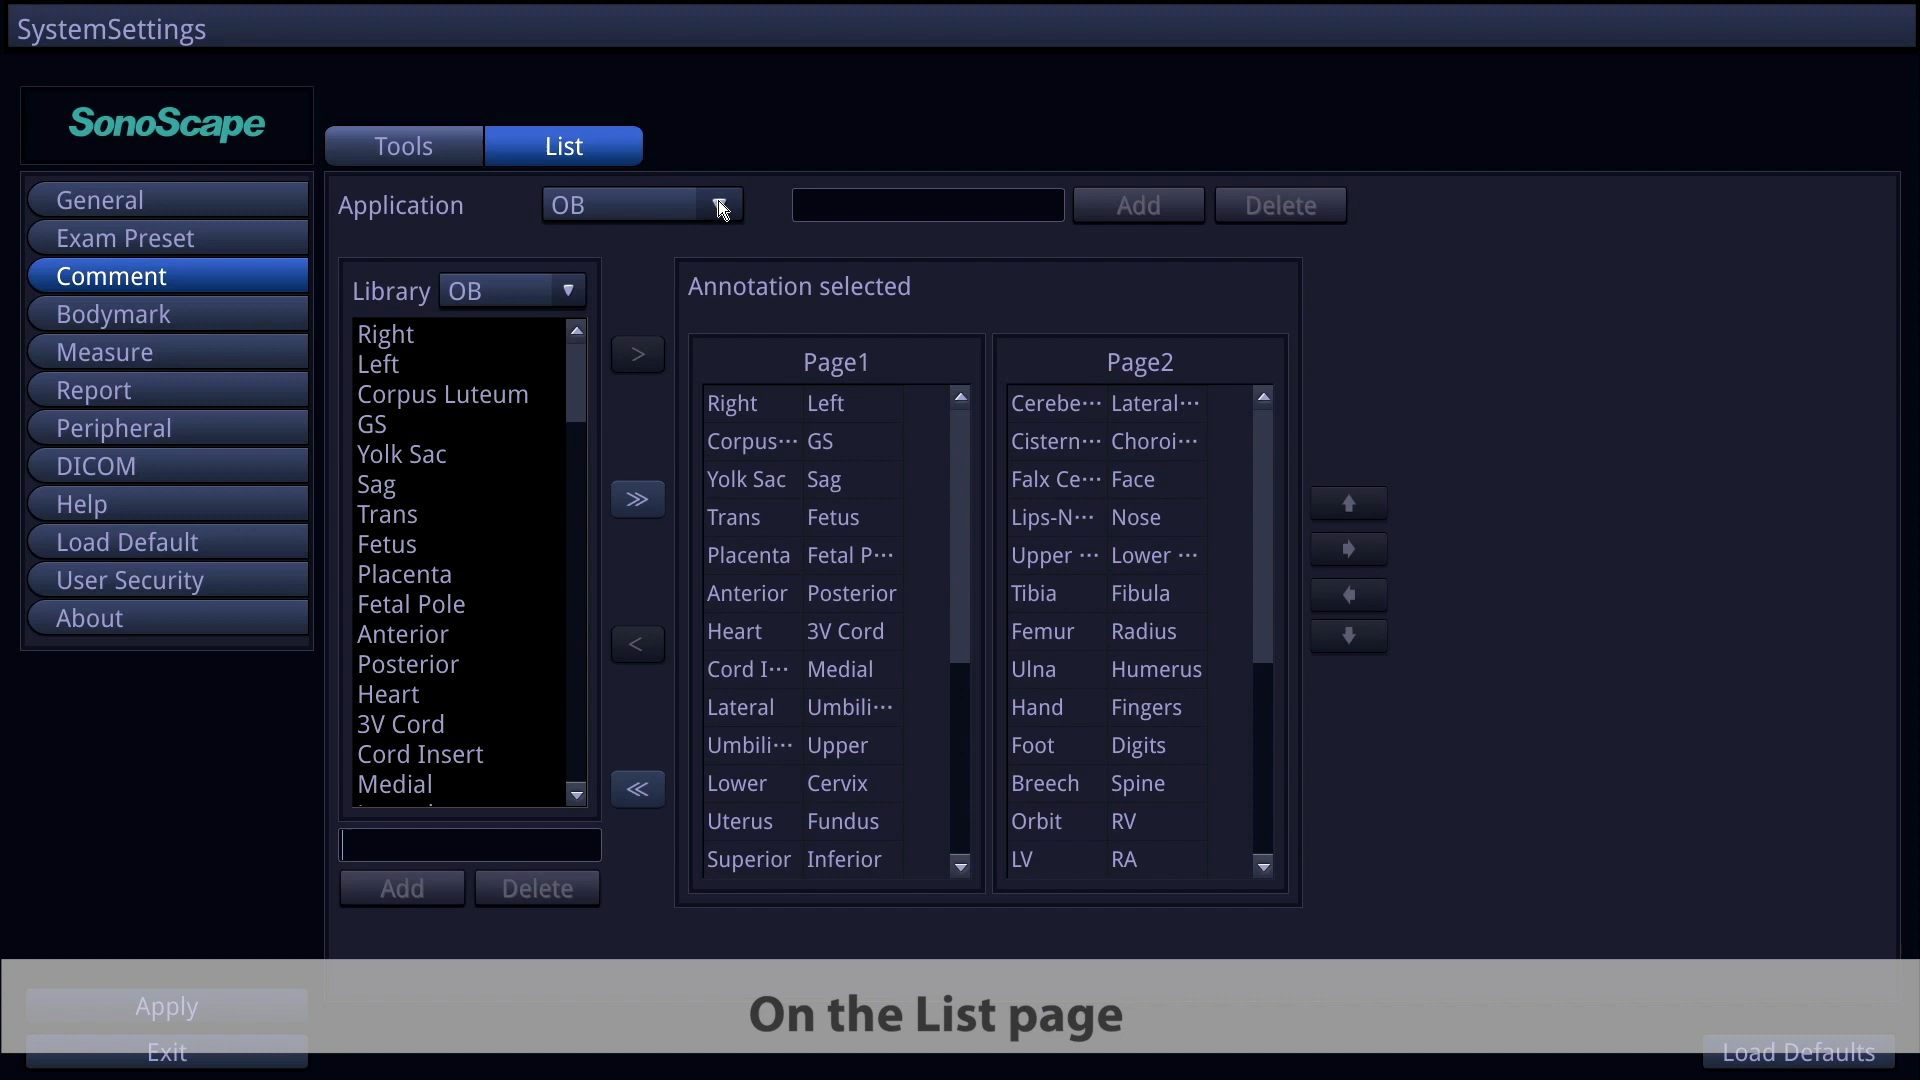 SystemSettings
SonoScape
Tools
List
General
Exam Preset
Comment
Bodymark
Measure
Report
Peripheral
DICOM
Help
Load Default
User Security
About
Application
OB
Add
Delete
Library
OB
Right
Left
Corpus Luteum
GS
Yolk Sac
Sag
Trans
Fetus
Placenta
Fetal Pole
Anterior
Posterior
Heart
3V Cord
Cord Insert
Medial
Add
Delete
>
≫
<
≪
Annotation selected
Page1
Right Left
Corpus··· GS
Yolk Sac Sag
Trans Fetus
Placenta Fetal P···
Anterior Posterior
Heart 3V Cord
Cord I··· Medial
Lateral Umbili···
Umbili··· Upper
Lower Cervix
Uterus Fundus
Superior Inferior
Page2
Cerebe··· Lateral···
Cistern··· Choroi···
Falx Ce··· Face
Lips-N··· Nose
Upper ··· Lower ···
Tibia Fibula
Femur Radius
Ulna Humerus
Hand Fingers
Foot Digits
Breech Spine
Orbit RV
LV RA
Apply
On the List page
Exit
Load Defaults